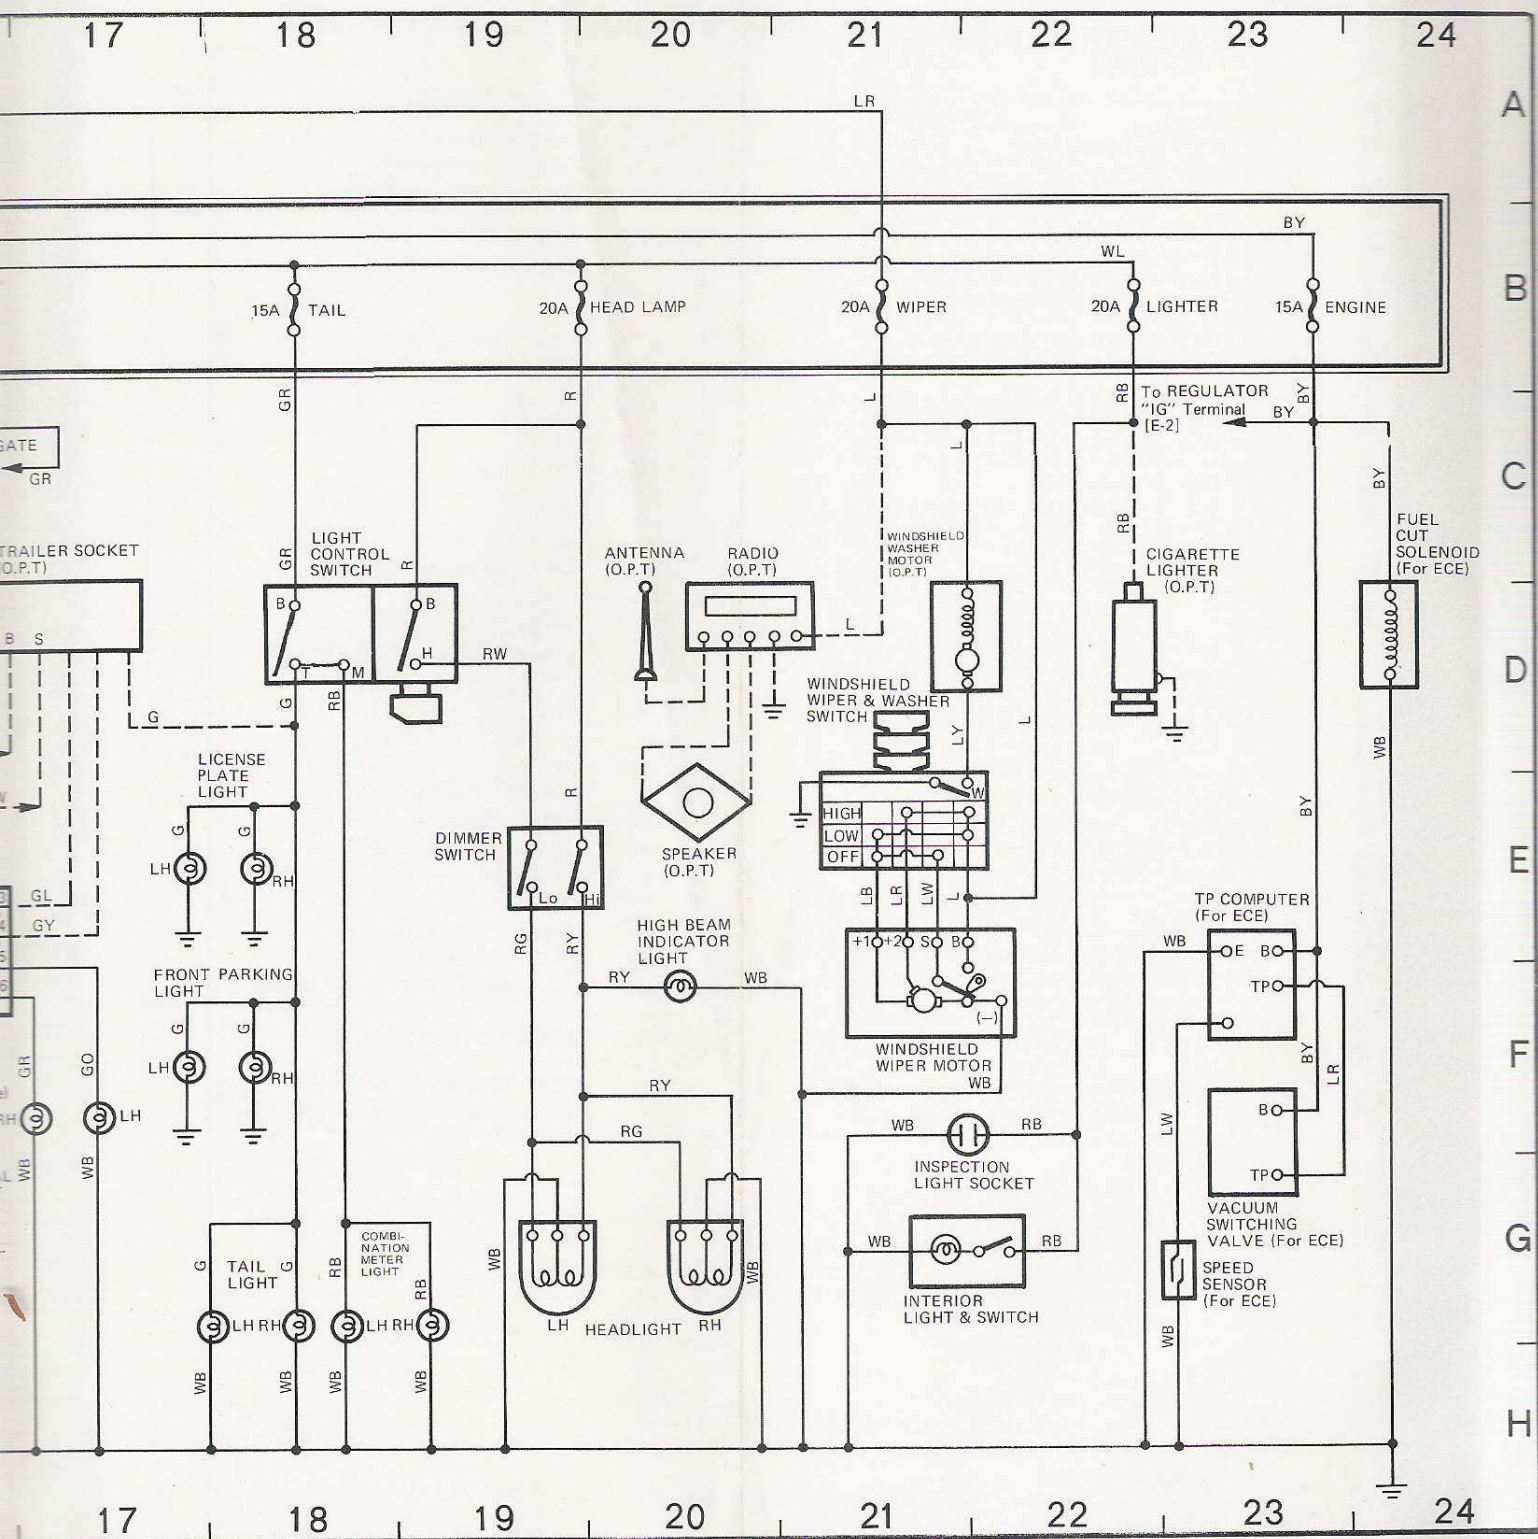 17 18 19 20 21 22 23 24
A
LR
BY
WL
B
15A TAIL
20A HEAD LAMP
20A WIPER
20A LIGHTER
15A ENGINE
GR
R
L
RB
To REGULATOR
"IG" Terminal
[E-2]
BY
BY
GATE
GR
L
BY
C
RB
TRAILER SOCKET
(O.P.T)
GR
LIGHT
CONTROL
SWITCH
R
ANTENNA
(O.P.T)
RADIO
(O.P.T)
WINDSHIELD
WASHER
MOTOR
(O.P.T)
CIGARETTE
LIGHTER
(O.P.T)
FUEL
CUT
SOLENOID
(For ECE)
B S
B
T
M
B
H
RW
L
D
G
G
RB
WINDSHIELD
WIPER & WASHER
SWITCH
LY
L
WB
LICENSE
PLATE
LIGHT
G
G
LH
RH
R
DIMMER
SWITCH
Lo
Hi
SPEAKER
(O.P.T)
W
HIGH
LOW
OFF
BY
E
3
GL
4
GY
5
6
LB
LR
LW
L
TP COMPUTER
(For ECE)
RG
RY
HIGH BEAM
INDICATOR
LIGHT
RY
WB
+1 +2 S B
(−)
WB
E
B
TP
FRONT PARKING
LIGHT
G
G
LH
RH
WINDSHIELD
WIPER MOTOR
WB
BY
LR
F
GR
GO
RH
LH
WB
WB
RY
RG
WB
RB
INSPECTION
LIGHT SOCKET
LW
B
TP
VACUUM
SWITCHING
VALVE (For ECE)
G
G
TAIL
LIGHT
G
RB
COMBI-
NATION
METER
LIGHT
RB
WB
WB
WB
RB
INTERIOR
LIGHT & SWITCH
SPEED
SENSOR
(For ECE)
LH RH
LH RH
LH
HEADLIGHT
RH
WB
WB
WB
WB
WB
H
17 18 19 20 21 22 23 24